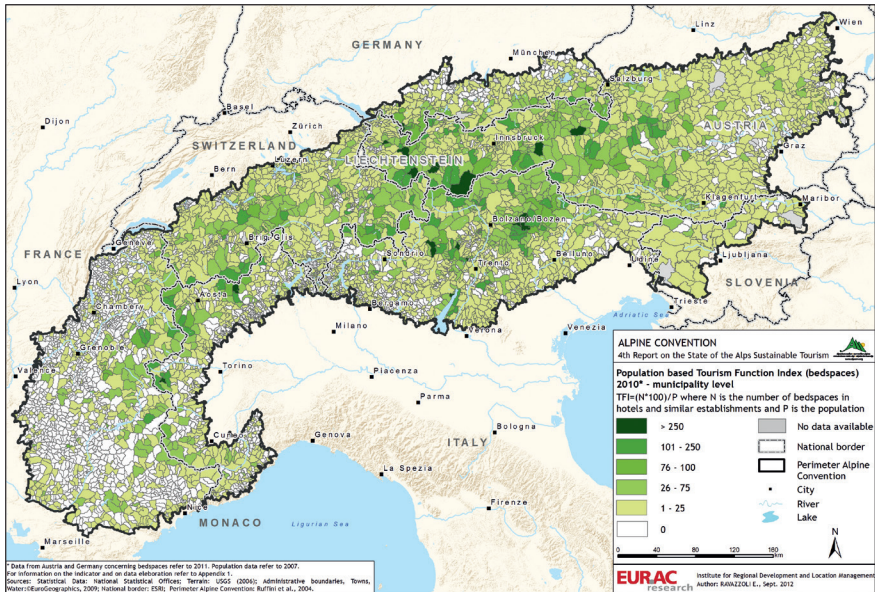 Linz
Wien
GERMANY
München
Salzburg
Dijon
Basel
Zürich
AUSTRIA
Innsbruck
SWITZERLAND
LIECHTENSTEIN
Graz
Luzern
Bern
Klagenfurt
Maribor
Bolzano/Bozen
Brig-Glis
Genève
FRANCE
Sondrio
Belluno
Trento
Udine
Ljubljana
SLOVENIA
Lyon
Aosta
Chambéry
Bergamo
Trieste
Adriatic Sea
Milano
Verona
Venezia
Grenoble
Valence
Torino
Piacenza
Parma
Cuneo
Genova
Bologna
ITALY
La Spezia
Nice
MONACO
Ligurian Sea
Firenze
Marseille
ALPINE CONVENTION
4th Report on the State of the Alps Sustainable Tourism
Population based Tourism Function Index (bedspaces)
2010* - municipality level
TFI=(N*100)/P where N is the number of bedspaces in
hotels and similar establishments and P is the population
> 250
101 - 250
76 - 100
26 - 75
1 - 25
0
No data available
National border
Perimeter Alpine
Convention
City
River
Lake
N
0 40 80 120 180
km
* Data from Austria and Germany concerning bedspaces refer to 2011. Population data refer to 2007.
For information on the indicator and on data elaboration refer to Appendix 1.
Sources: Statistical Data: National Statistical Offices; Terrain: USGS (2006); Administrative boundaries, Towns,
Water:©EuroGeographics, 2009; National border: ESRI; Perimeter Alpine Convention: Ruffini et al., 2004.
EURAC
research
Institute for Regional Development and Location Management
Author: RAVAZZOLI E., Sept. 2012